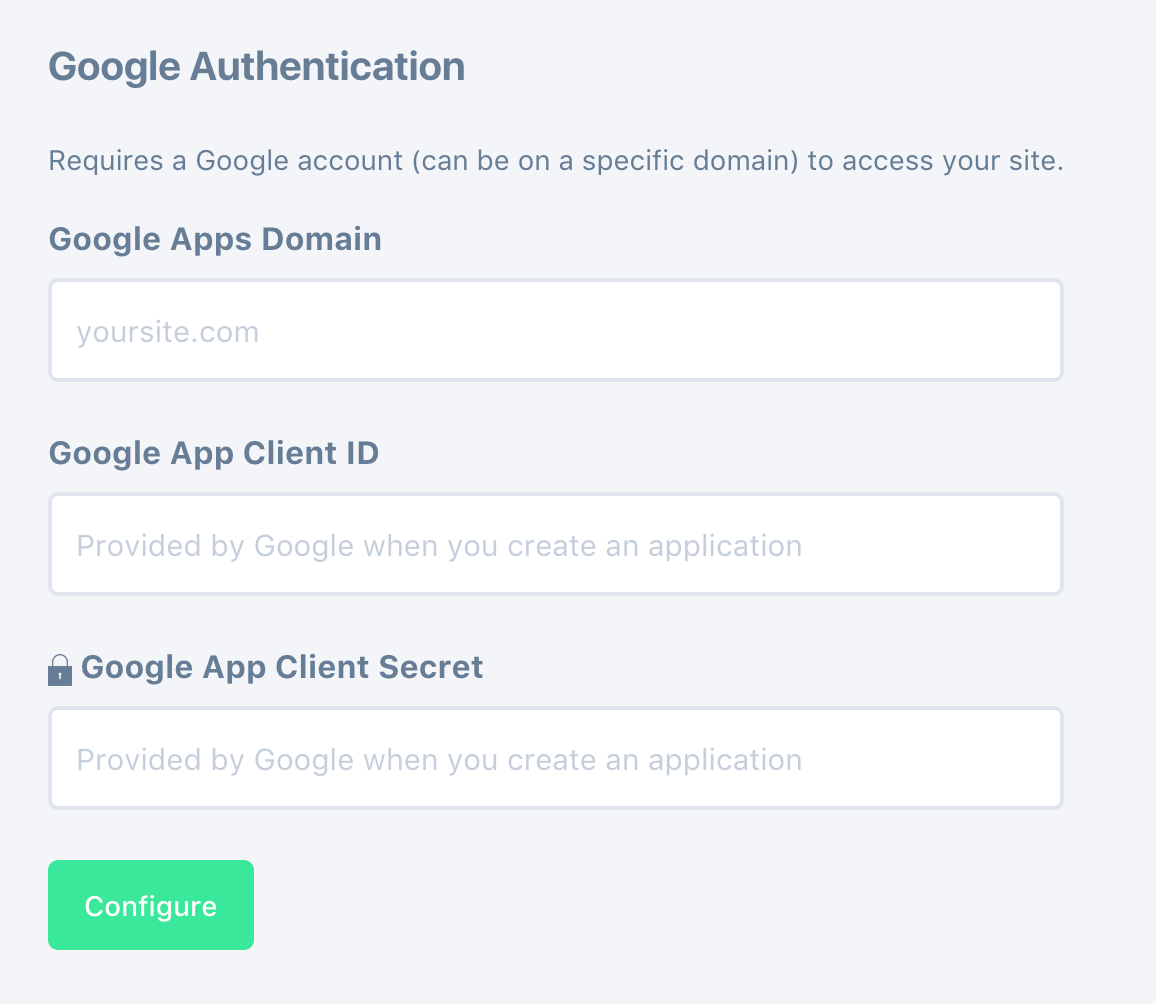 Google Authentication
Requires a Google account (can be on a specific domain) to access your site.
Google Apps Domain
yoursite.com
Google App Client ID
Provided by Google when you create an application
Google App Client Secret
Provided by Google when you create an application
Configure